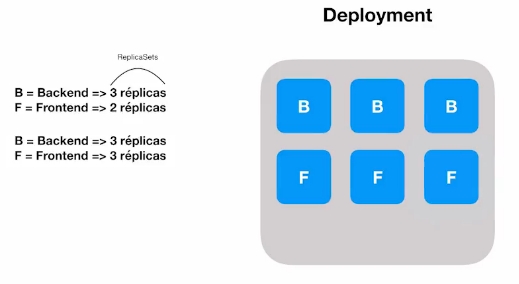 Deployment
ReplicaSets
B = Backend => 3 réplicas
F = Frontend => 2 réplicas
B = Backend => 3 réplicas
F = Frontend => 3 réplicas
B B B
F F F